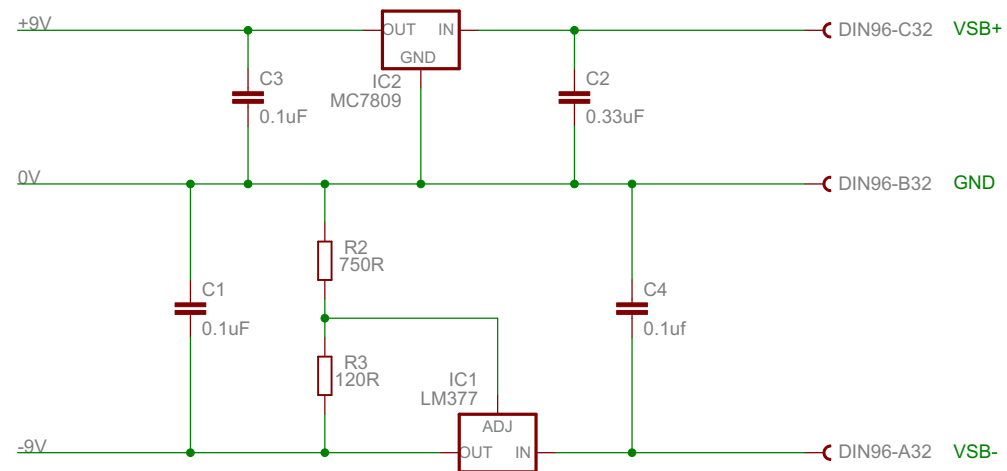 +9V
OUT IN
GND
IC2
MC7809
DIN96-C32 VSB+
C3
0.1uF
C2
0.33uF
0V
DIN96-B32 GND
R2
750R
C1
0.1uF
C4
0.1uf
R3
120R
IC1
LM377
ADJ
-9V
OUT IN
DIN96-A32 VSB-